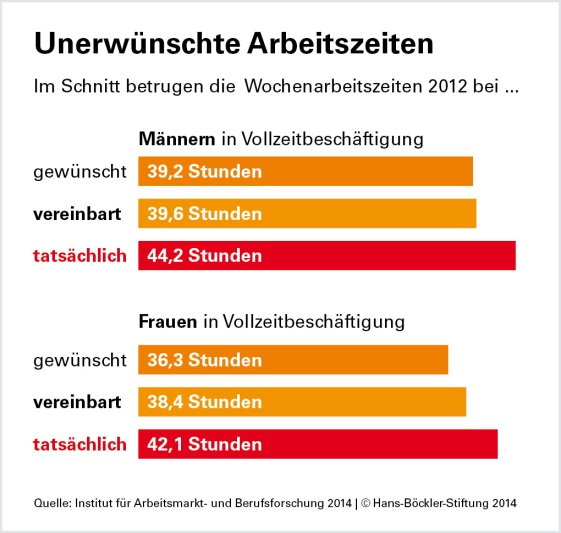 Unerwünschte Arbeitszeiten
Im Schnitt betrugen die Wochenarbeitszeiten 2012 bei ...
Männern in Vollzeitbeschäftigung
gewünscht 39,2 Stunden
vereinbart 39,6 Stunden
tatsächlich 44,2 Stunden
Frauen in Vollzeitbeschäftigung
gewünscht 36,3 Stunden
vereinbart 38,4 Stunden
tatsächlich 42,1 Stunden
Quelle: Institut für Arbeitsmarkt- und Berufsforschung 2014 | © Hans-Böckler-Stiftung 2014